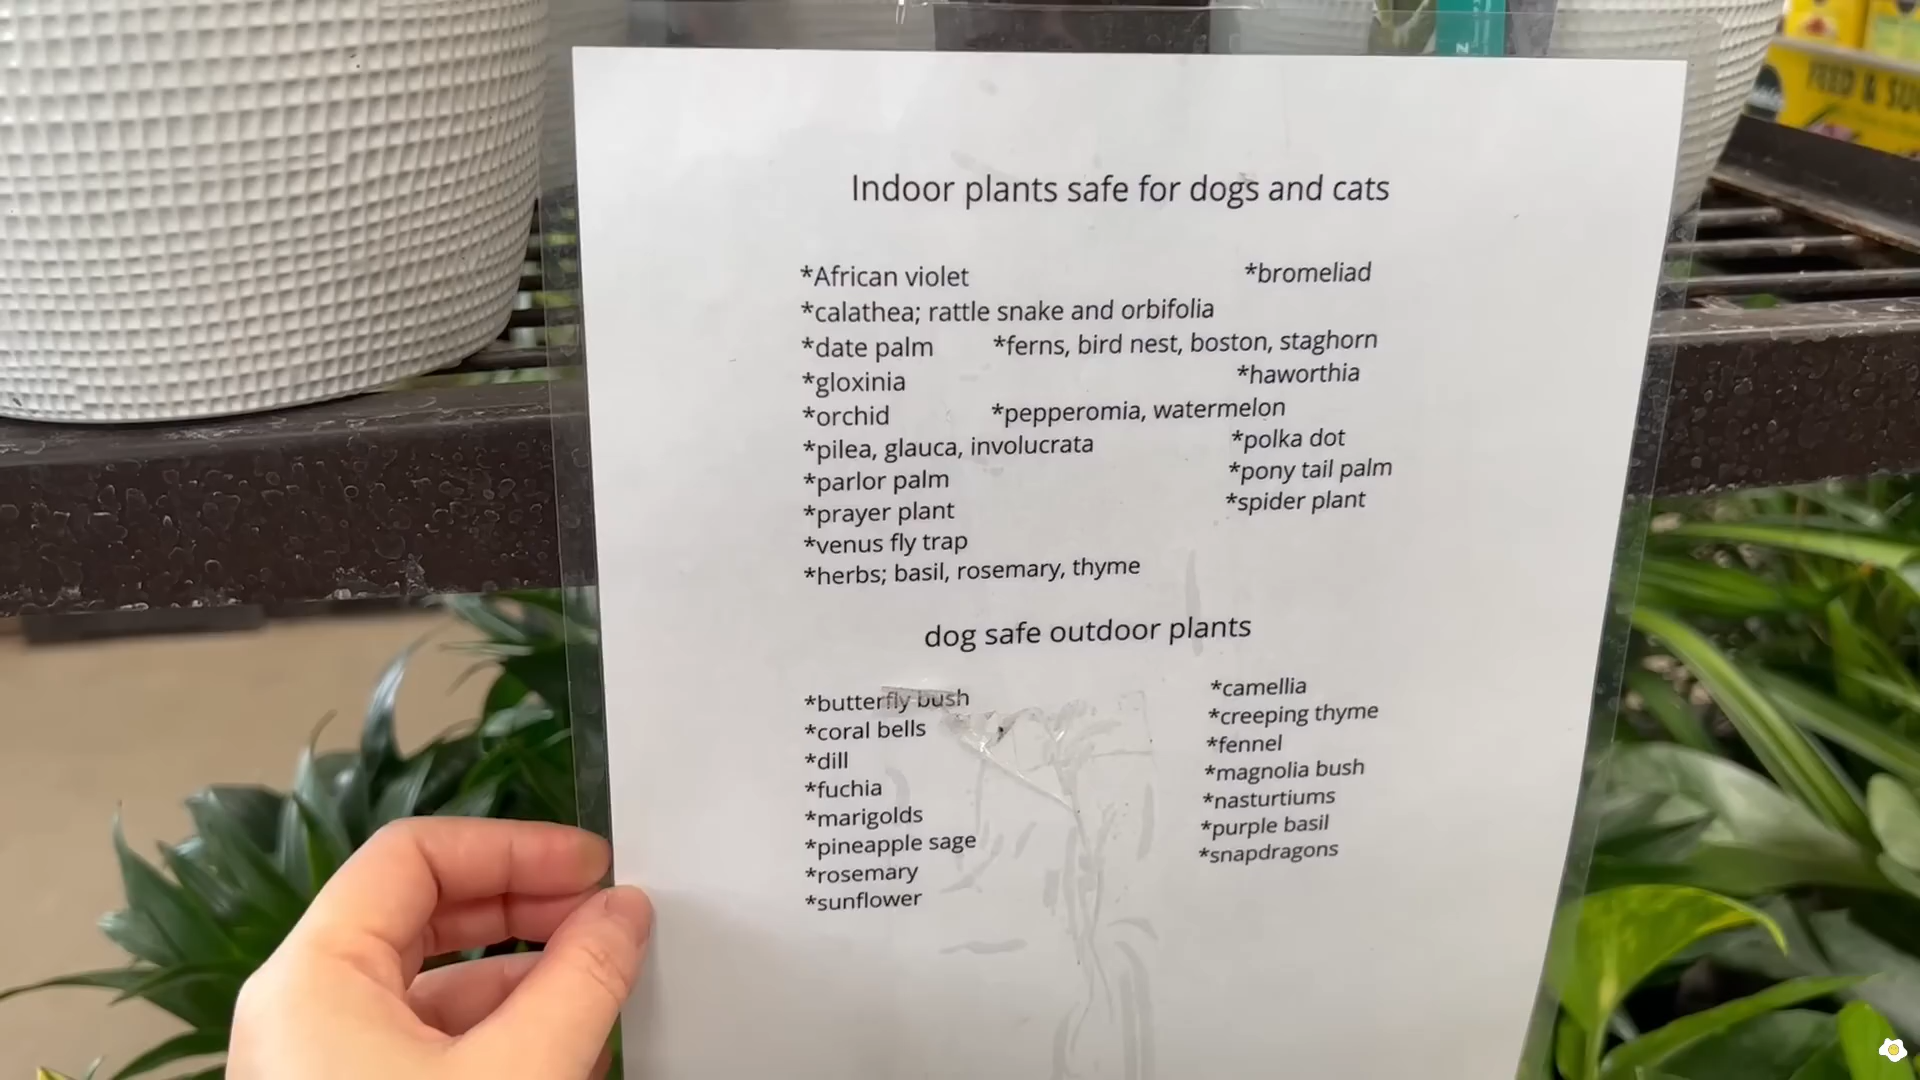 Z
FEED & SU
Indoor plants safe for dogs and cats
*African violet *bromeliad
*calathea; rattle snake and orbifolia
*date palm *ferns, bird nest, boston, staghorn
*gloxinia *haworthia
*orchid *pepperomia, watermelon
*pilea, glauca, involucrata *polka dot
*parlor palm *pony tail palm
*prayer plant *spider plant
*venus fly trap
*herbs; basil, rosemary, thyme
dog safe outdoor plants
*butterfly bush *camellia
*coral bells *creeping thyme
*dill *fennel
*fuchia *magnolia bush
*marigolds *nasturtiums
*pineapple sage *purple basil
*rosemary *snapdragons
*sunflower